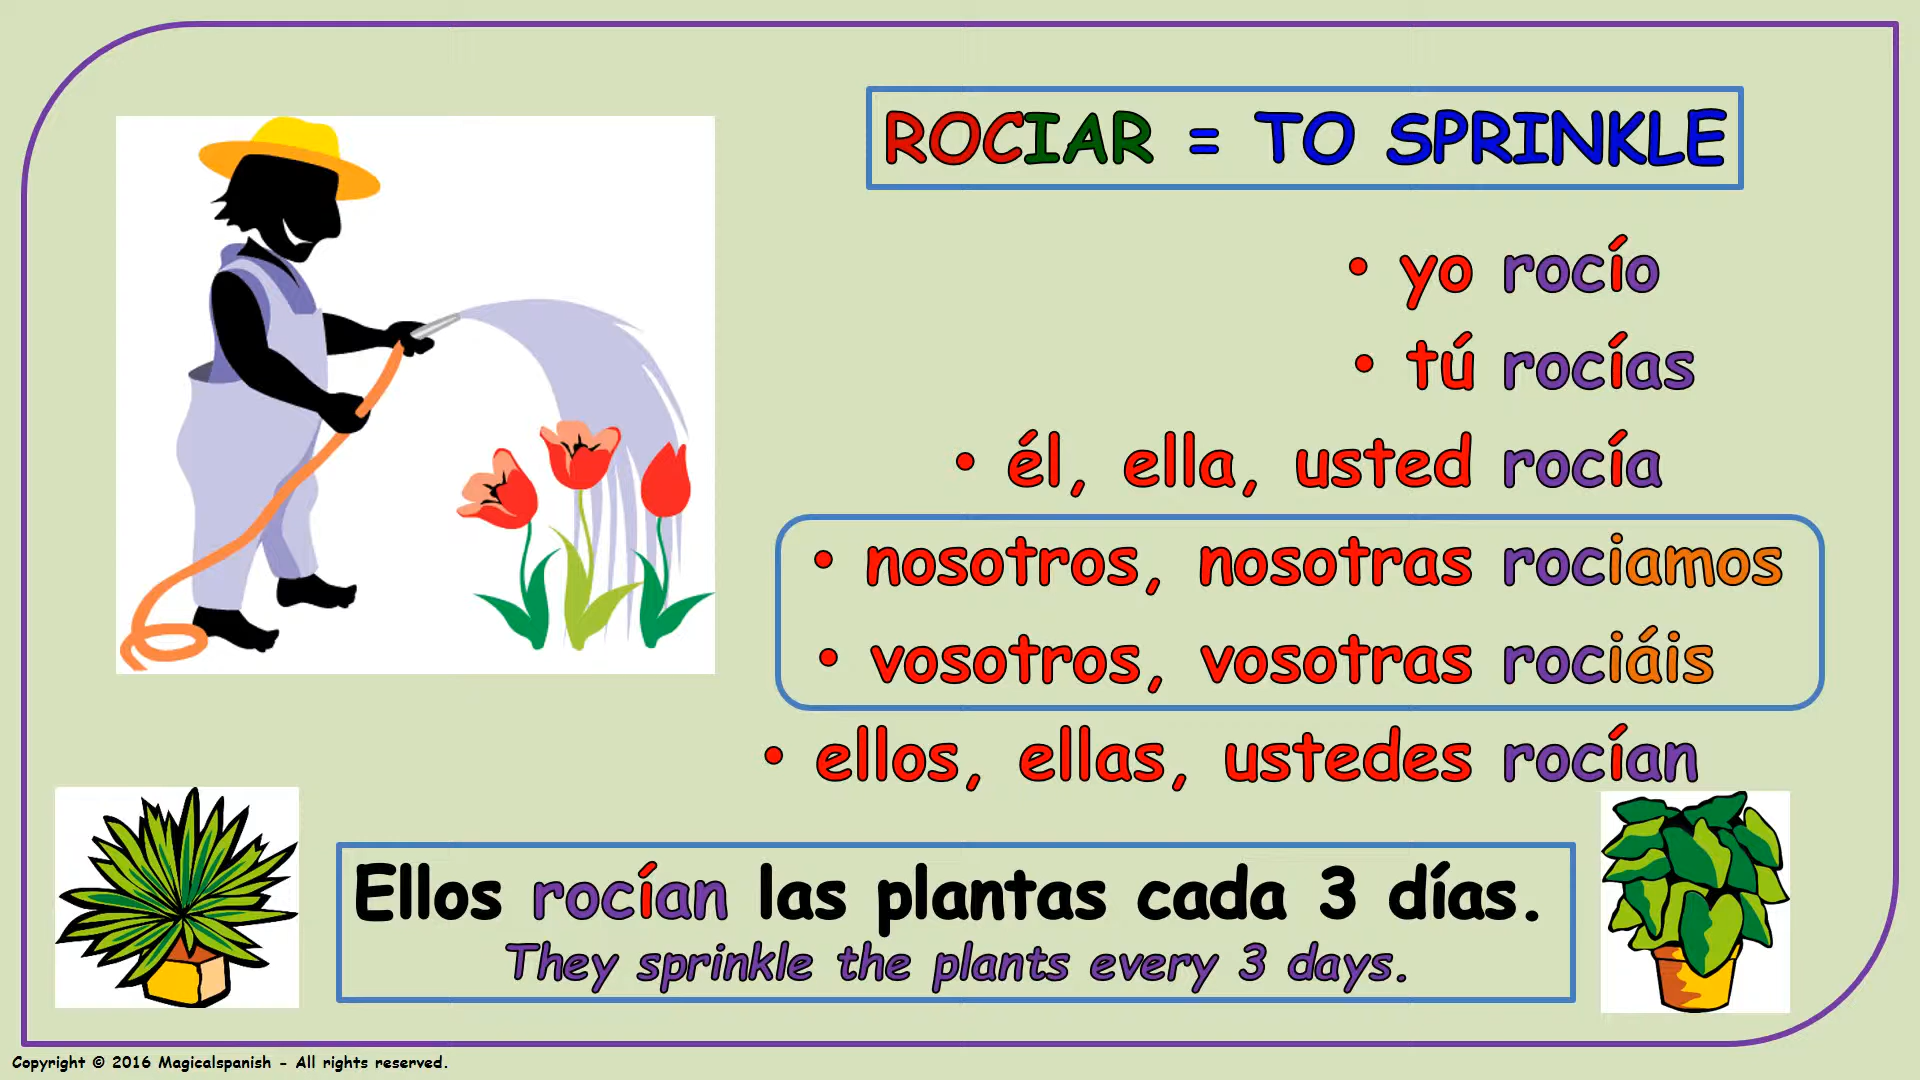 ROCIAR = TO SPRINKLE
• yo rocío
• tú rocías
• él, ella, usted rocía
• nosotros, nosotras rociamos
• vosotros, vosotras rociáis
• ellos, ellas, ustedes rocían
Ellos rocían las plantas cada 3 días.
They sprinkle the plants every 3 days.
Copyright © 2016 Magicalspanish - All rights reserved.